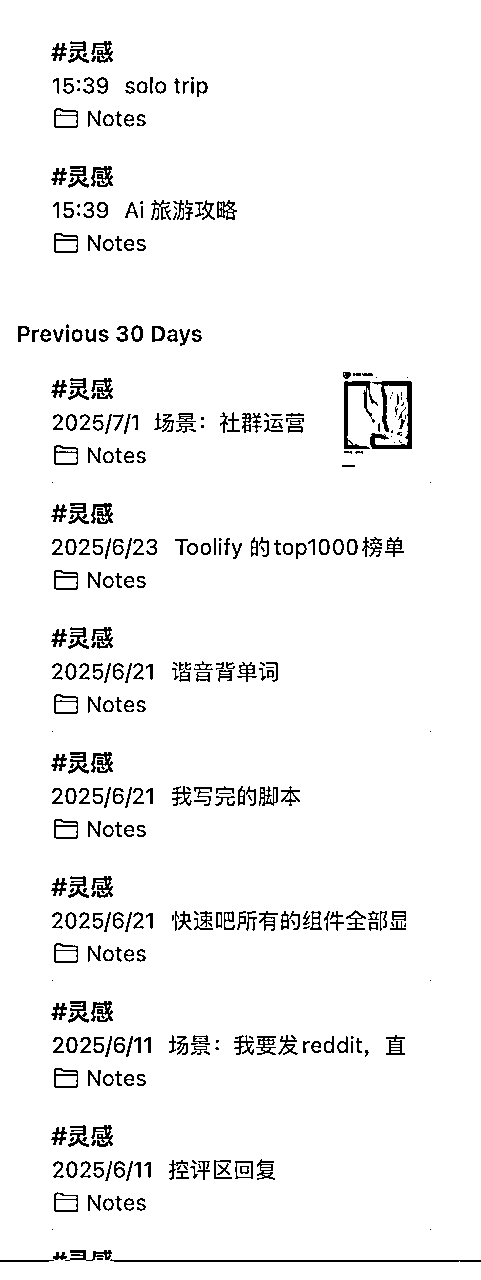 #灵感
15:39 solo trip
Notes
#灵感
15:39 Ai 旅游攻略
Notes
Previous 30 Days
#灵感
2025/7/1 场景：社群运营
Notes
#灵感
2025/6/23 Toolify 的top1000榜单
Notes
#灵感
2025/6/21 谐音背单词
Notes
#灵感
2025/6/21 我写完的脚本
Notes
#灵感
2025/6/21 快速吧所有的组件全部显
Notes
#灵感
2025/6/11 场景：我要发reddit，直
Notes
#灵感
2025/6/11 控评区回复
Notes
#灵感